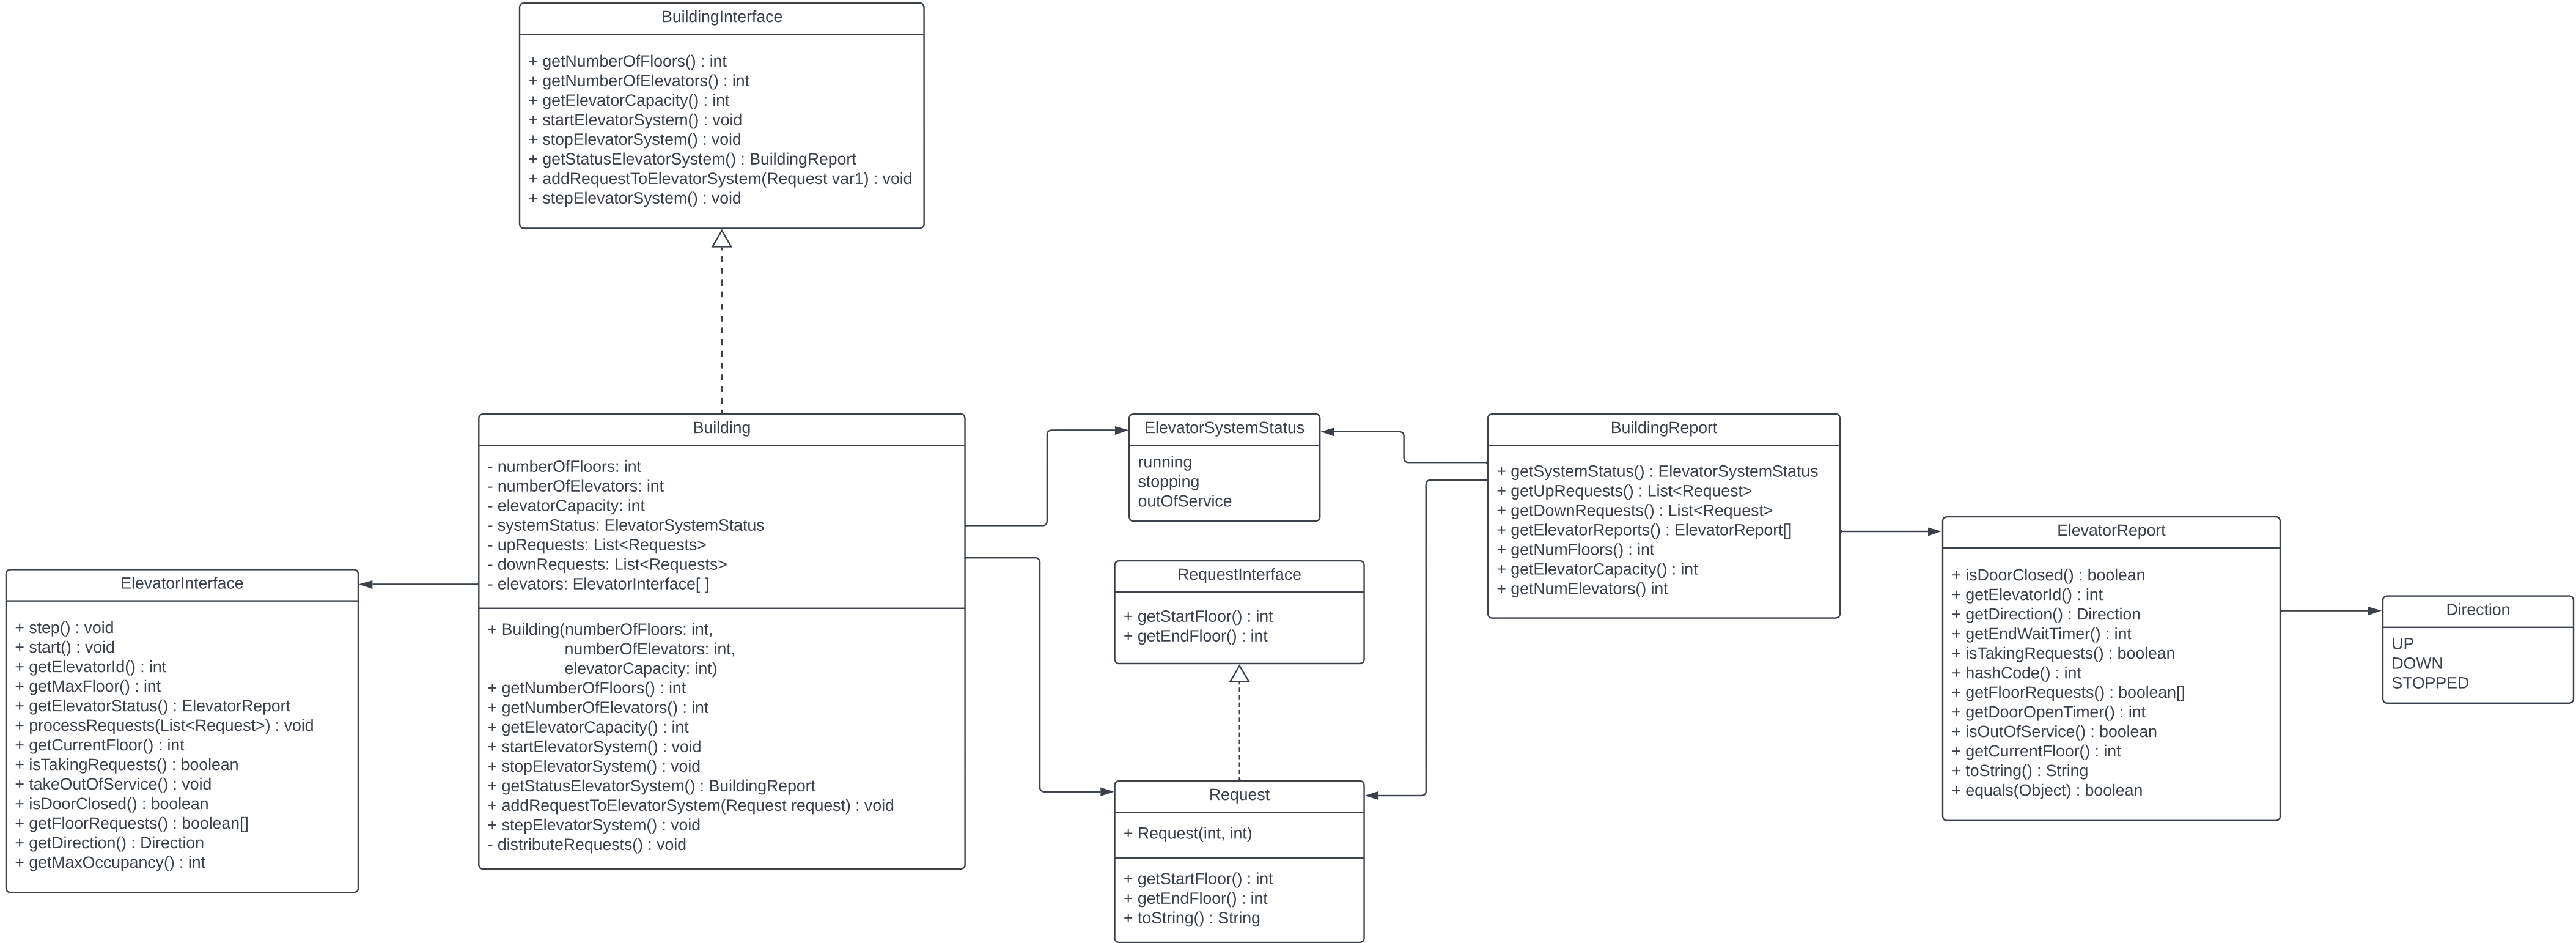 BuildingInterface
+ getNumberOfFloors() : int
+ getNumberOfElevators() : int
+ getElevatorCapacity() : int
+ startElevatorSystem() : void
+ stopElevatorSystem() : void
+ getStatusElevatorSystem() : BuildingReport
+ addRequestToElevatorSystem(Request var1) : void
+ stepElevatorSystem() : void
ElevatorInterface
+ step() : void
+ start() : void
+ getElevatorId() : int
+ getMaxFloor() : int
+ getElevatorStatus() : ElevatorReport
+ processRequests(List<Request>) : void
+ getCurrentFloor() : int
+ isTakingRequests() : boolean
+ takeOutOfService() : void
+ isDoorClosed() : boolean
+ getFloorRequests() : boolean[]
+ getDirection() : Direction
+ getMaxOccupancy() : int
Building
- numberOfFloors: int
- numberOfElevators: int
- elevatorCapacity: int
- systemStatus: ElevatorSystemStatus
- upRequests: List<Requests>
- downRequests: List<Requests>
- elevators: ElevatorInterface[ ]
+ Building(numberOfFloors: int,
numberOfElevators: int,
elevatorCapacity: int)
+ getNumberOfFloors() : int
+ getNumberOfElevators() : int
+ getElevatorCapacity() : int
+ startElevatorSystem() : void
+ stopElevatorSystem() : void
+ getStatusElevatorSystem() : BuildingReport
+ addRequestToElevatorSystem(Request request) : void
+ stepElevatorSystem() : void
- distributeRequests() : void
ElevatorSystemStatus
running
stopping
outOfService
RequestInterface
+ getStartFloor() : int
+ getEndFloor() : int
Request
+ Request(int, int)
+ getStartFloor() : int
+ getEndFloor() : int
+ toString() : String
BuildingReport
+ getSystemStatus() : ElevatorSystemStatus
+ getUpRequests() : List<Request>
+ getDownRequests() : List<Request>
+ getElevatorReports() : ElevatorReport[]
+ getNumFloors() : int
+ getElevatorCapacity() : int
+ getNumElevators() int
ElevatorReport
+ isDoorClosed() : boolean
+ getElevatorId() : int
+ getDirection() : Direction
+ getEndWaitTimer() : int
+ isTakingRequests() : boolean
+ hashCode() : int
+ getFloorRequests() : boolean[]
+ getDoorOpenTimer() : int
+ isOutOfService() : boolean
+ getCurrentFloor() : int
+ toString() : String
+ equals(Object) : boolean
Direction
UP
DOWN
STOPPED